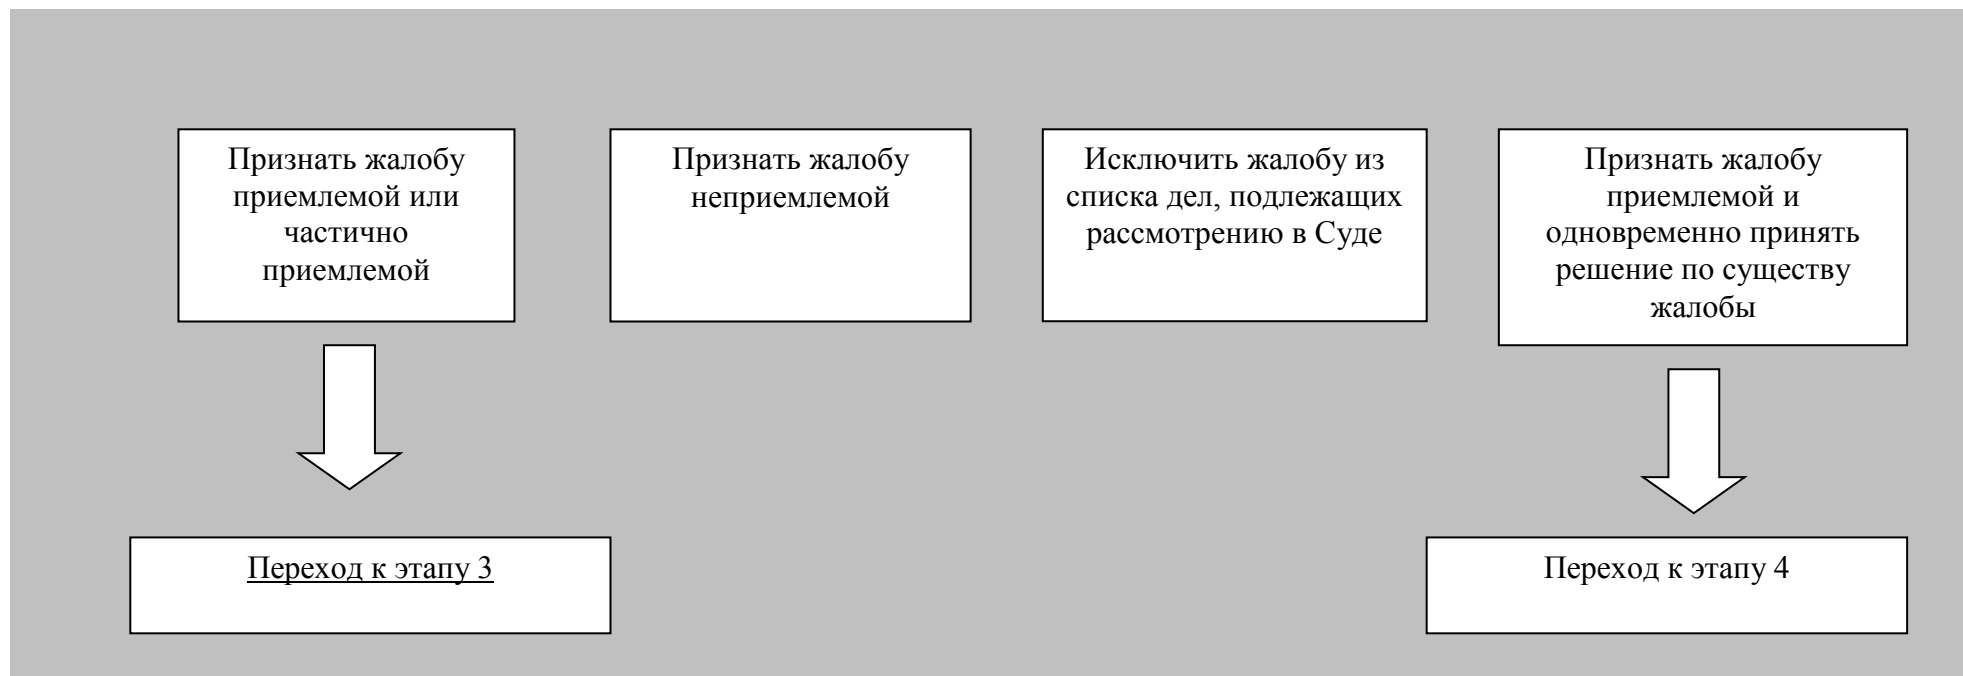 Признать жалобу
приемлемой или
частично
приемлемой
Признать жалобу
неприемлемой
Исключить жалобу из
списка дел, подлежащих
рассмотрению в Суде
Признать жалобу
приемлемой и
одновременно принять
решение по существу
жалобы
Переход к этапу 3
Переход к этапу 4